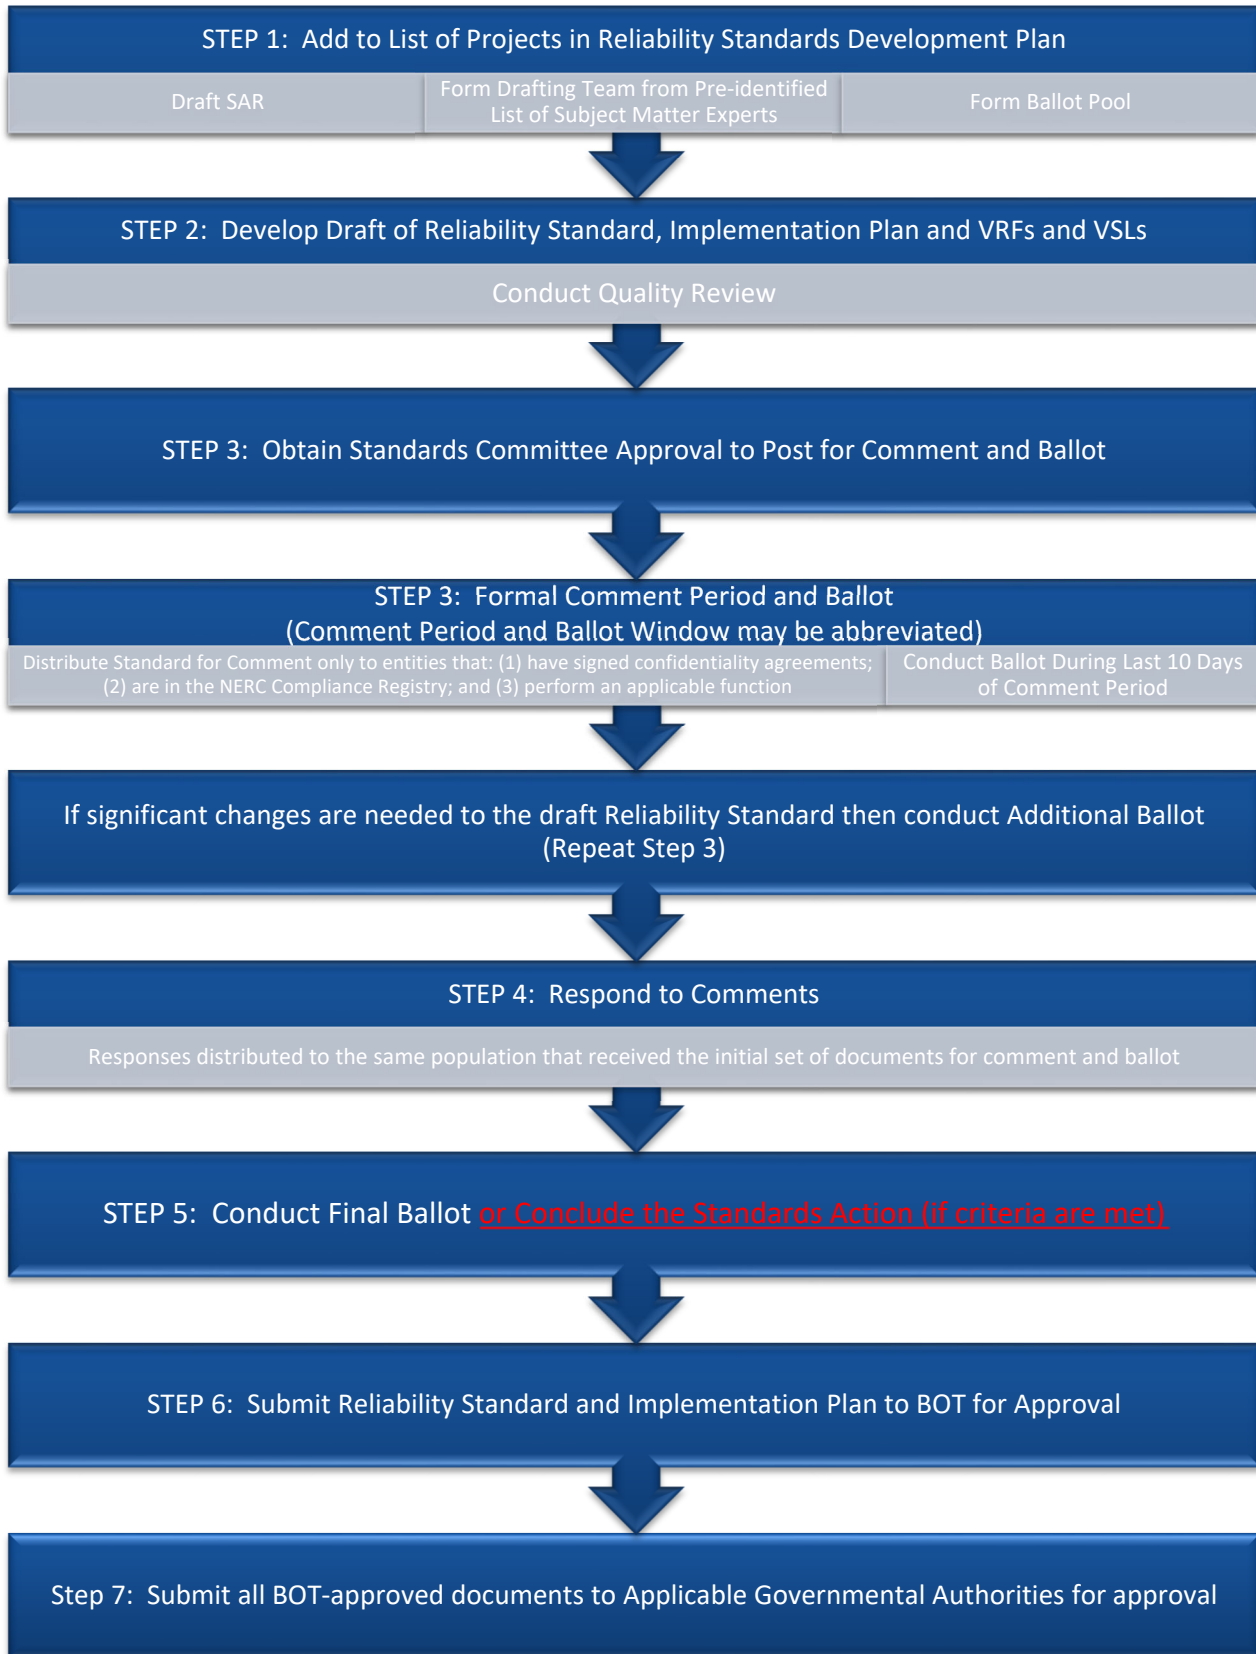 STEP 1: Add to List of Projects in Reliability Standards Development Plan
Draft SAR
Form Drafting Team from Pre-identified
List of Subject Matter Experts
Form Ballot Pool
STEP 2: Develop Draft of Reliability Standard, Implementation Plan and VRFs and VSLs
Conduct Quality Review
STEP 3: Obtain Standards Committee Approval to Post for Comment and Ballot
STEP 3: Formal Comment Period and Ballot
(Comment Period and Ballot Window may be abbreviated)
Distribute Standard for Comment only to entities that: (1) have signed confidentiality agreements;
(2) are in the NERC Compliance Registry; and (3) perform an applicable function
Conduct Ballot During Last 10 Days
of Comment Period
If significant changes are needed to the draft Reliability Standard then conduct Additional Ballot
(Repeat Step 3)
STEP 4: Respond to Comments
Responses distributed to the same population that received the initial set of documents for comment and ballot
STEP 5: Conduct Final Ballot or Conclude the Standards Action (if criteria are met)
STEP 6: Submit Reliability Standard and Implementation Plan to BOT for Approval
Step 7: Submit all BOT-approved documents to Applicable Governmental Authorities for approval